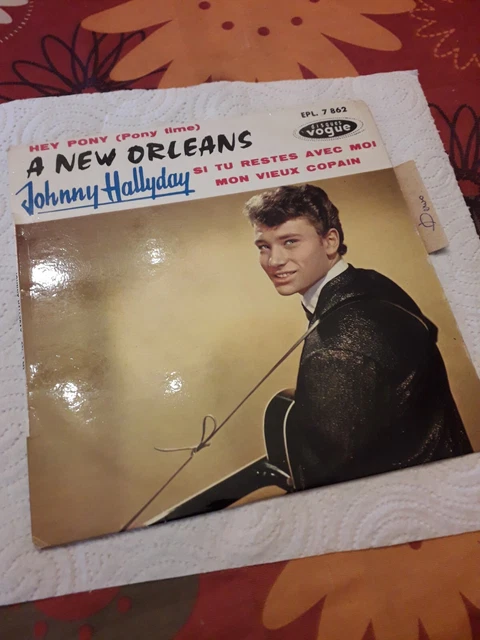 EPL. 7 862
DISQUES
VOGUE
HEY PONY (Pony time)
A NEW ORLEANS
Johnny Hallyday
SI TU RESTES AVEC MOI
MON VIEUX COPAIN